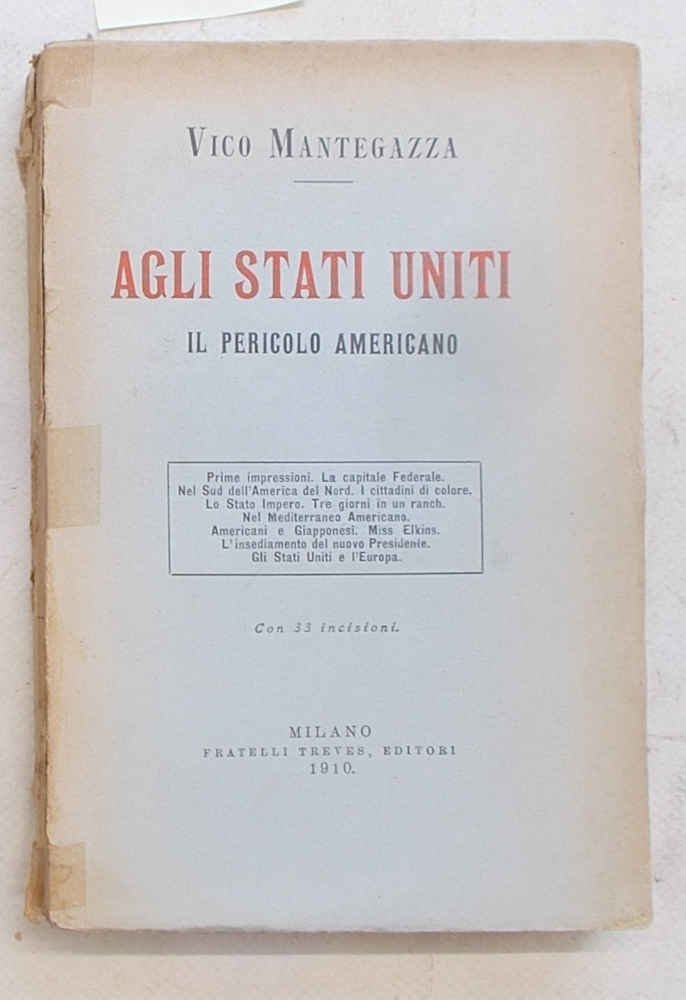 VICO MANTEGAZZA
AGLI STATI UNITI
IL PERICOLO AMERICANO
Prime impressioni. La capitale Federale.
Nel Sud dell'America del Nord. I cittadini di colore.
Lo Stato Impero. Tre giorni in un ranch.
Nel Mediterraneo Americano.
Americani e Giapponesi. Miss Elkins.
L'insediamento del nuovo Presidente.
Gli Stati Uniti e l'Europa.
Con 33 incisioni.
MILANO
FRATELLI TREVES, EDITORI
1910.